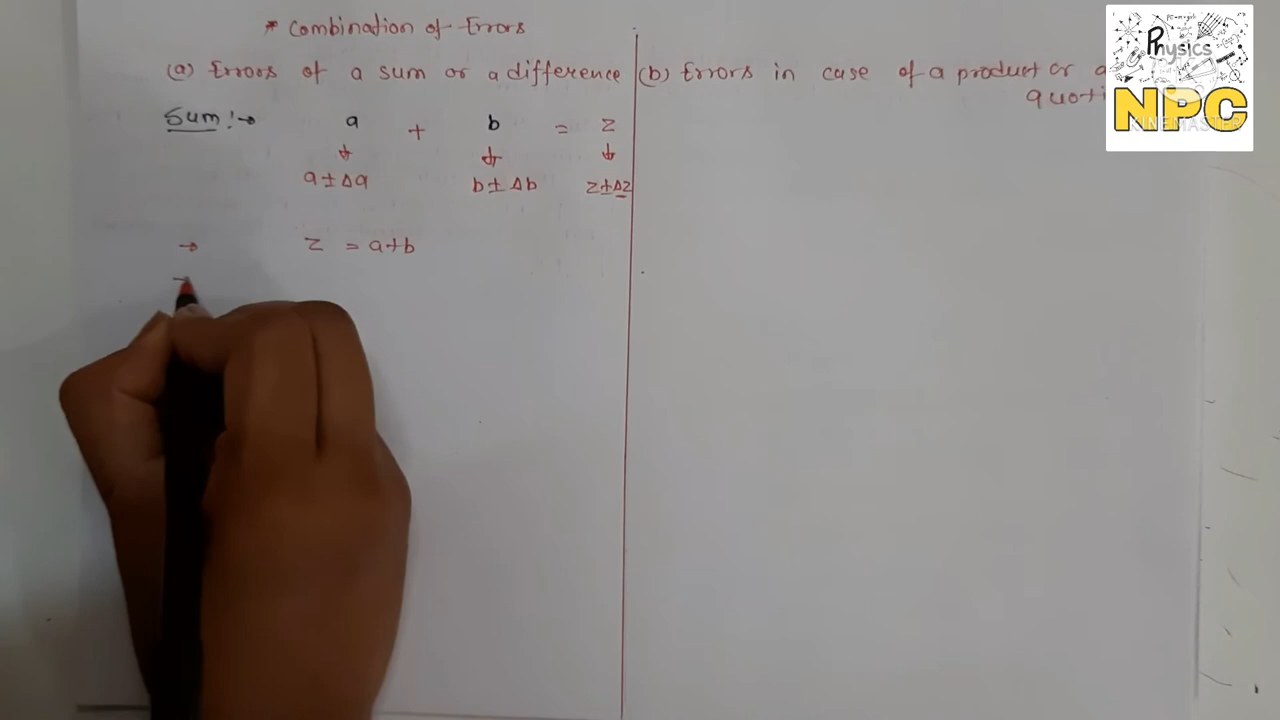 * Combination of Errors
(a) Errors of a sum or a difference
Sum :→ a + b = z
↓ ↓ ↓
a ± Δa b ± Δb z ± Δz
→ z = a+b
→
(b) Errors in case of a product or a
Physics
NPC
KINEMASTER